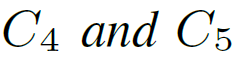 C₄ and C₅